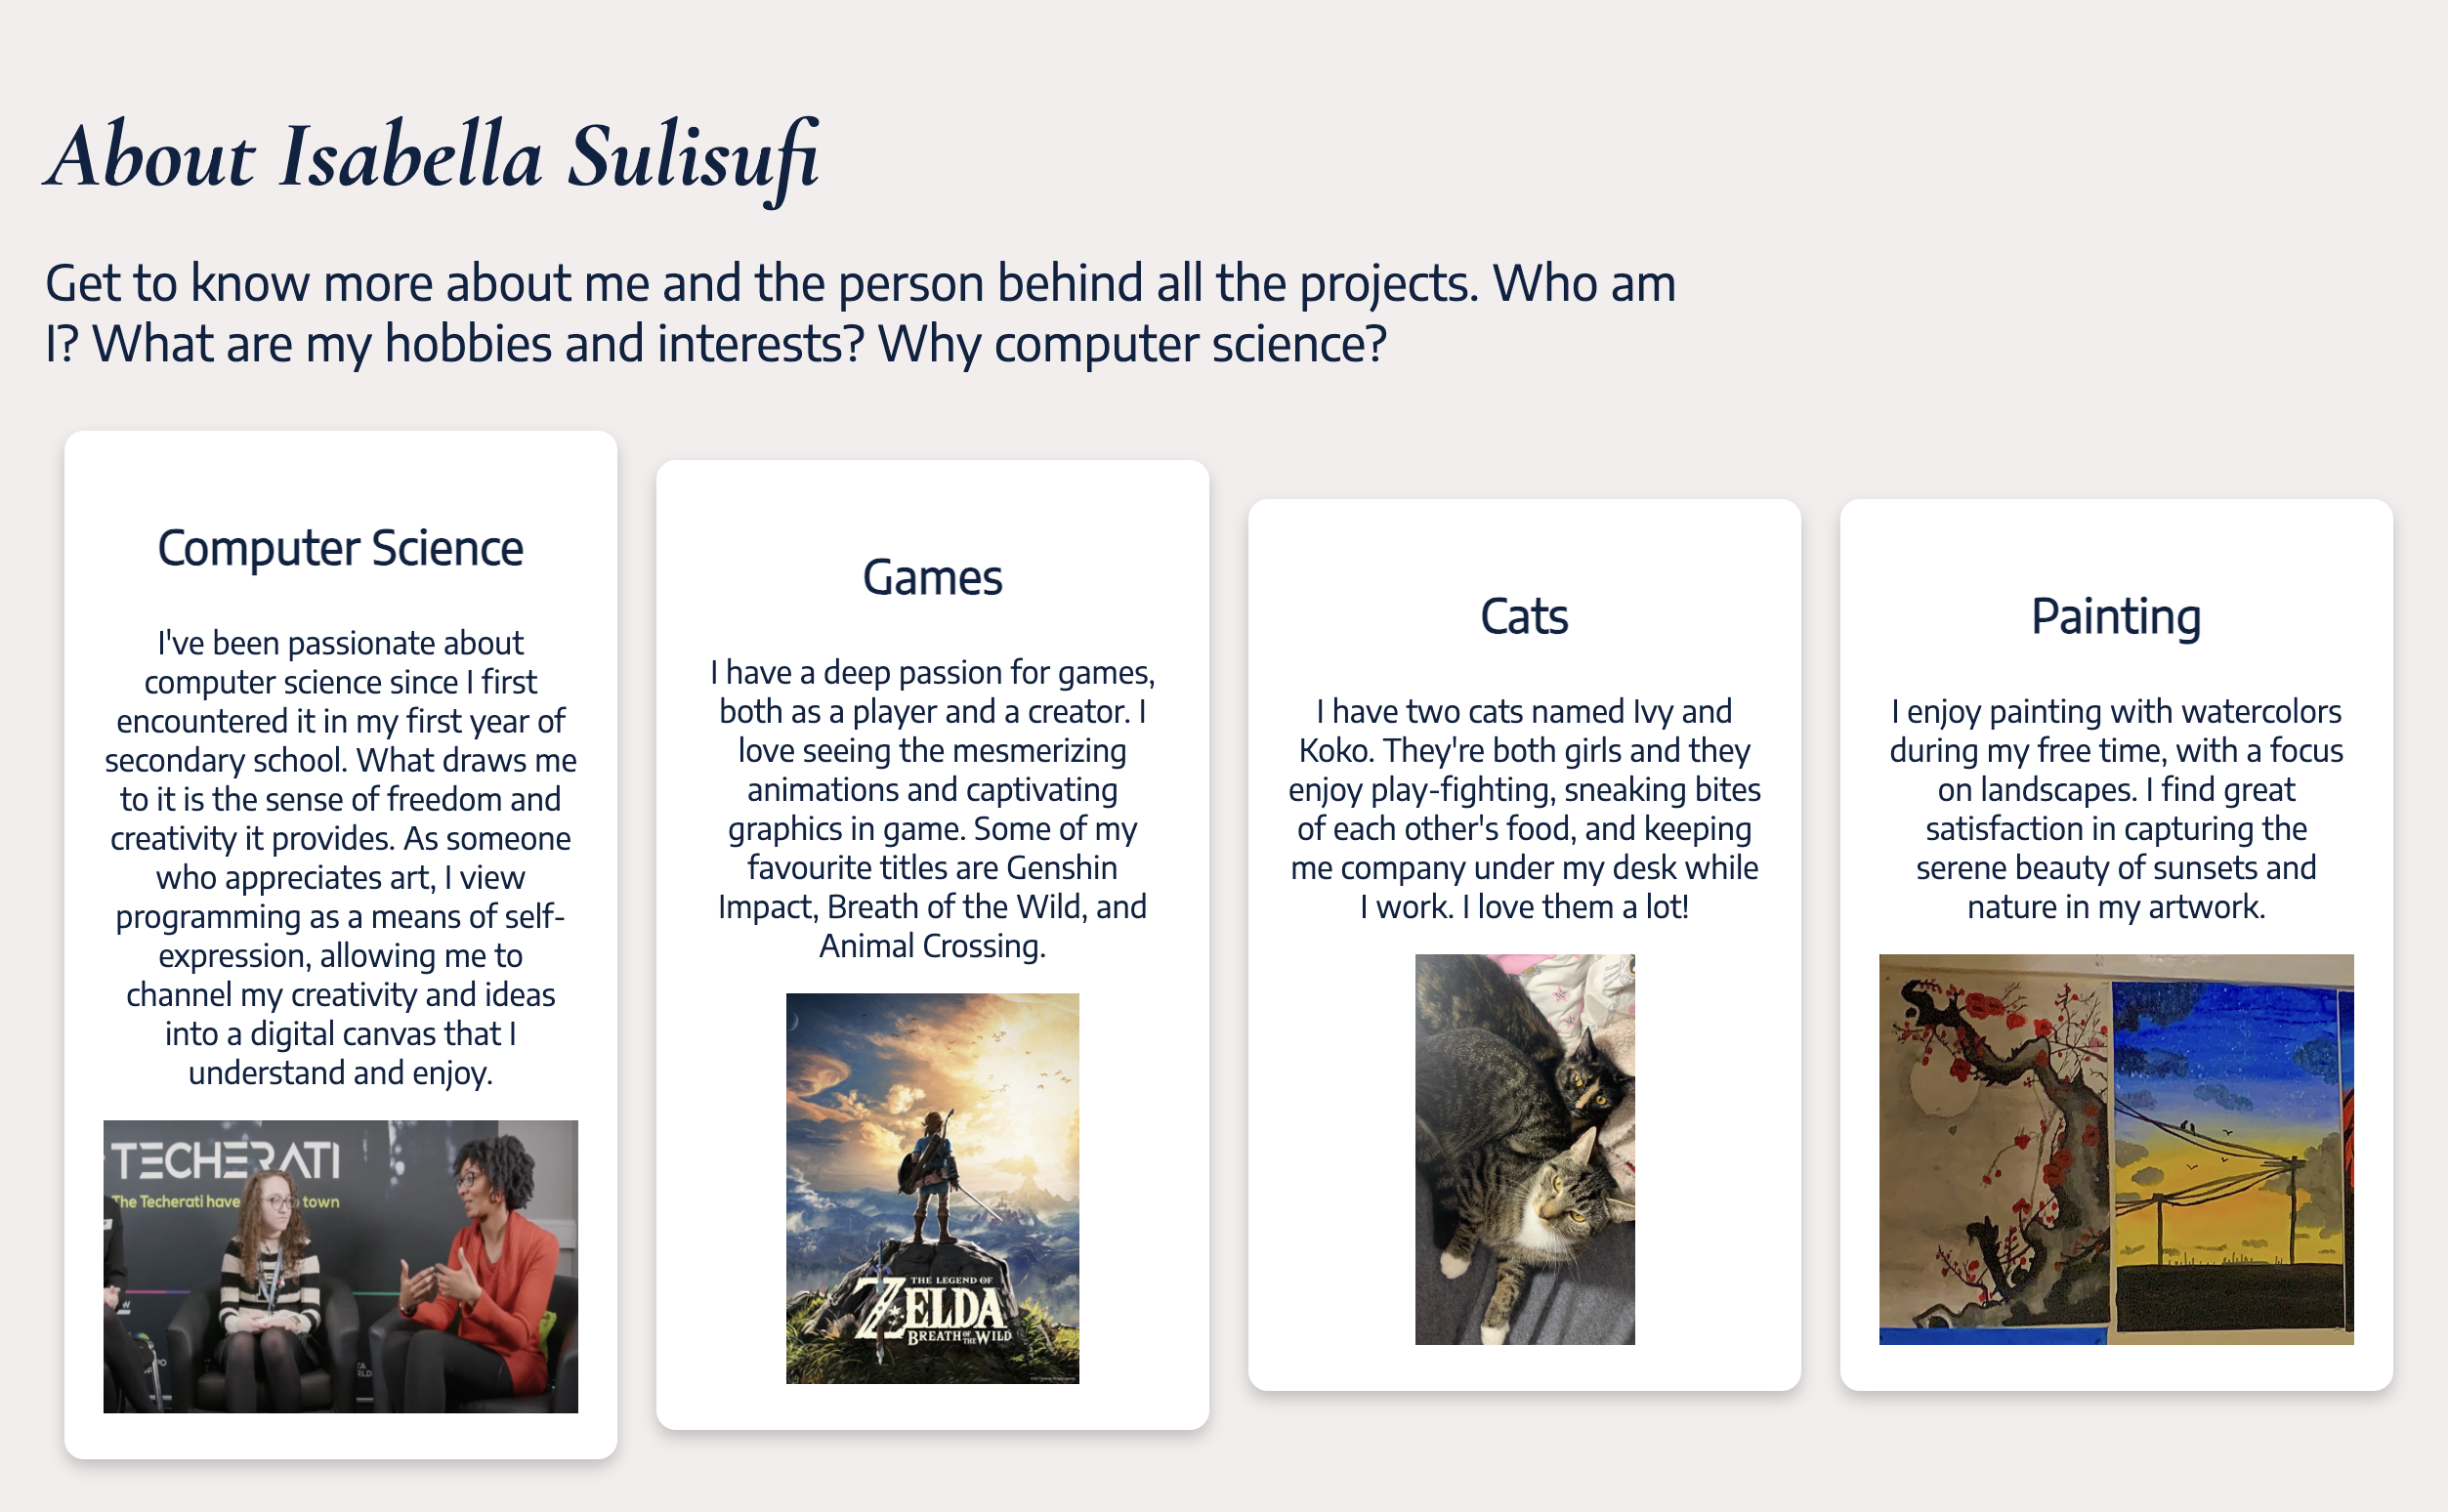 About Isabella Sulisufi
Get to know more about me and the person behind all the projects. Who am
I? What are my hobbies and interests? Why computer science?
Computer Science
I've been passionate about
computer science since I first
encountered it in my first year of
secondary school. What draws me
to it is the sense of freedom and
creativity it provides. As someone
who appreciates art, I view
programming as a means of self-
expression, allowing me to
channel my creativity and ideas
into a digital canvas that I
understand and enjoy.
TECHERATI
The Techerati have
town
Games
I have a deep passion for games,
both as a player and a creator. I
love seeing the mesmerizing
animations and captivating
graphics in game. Some of my
favourite titles are Genshin
Impact, Breath of the Wild, and
Animal Crossing.
THE LEGEND OF
ZELDA
BREATH OF THE WILD
Cats
I have two cats named Ivy and
Koko. They're both girls and they
enjoy play-fighting, sneaking bites
of each other's food, and keeping
me company under my desk while
I work. I love them a lot!
Painting
I enjoy painting with watercolors
during my free time, with a focus
on landscapes. I find great
satisfaction in capturing the
serene beauty of sunsets and
nature in my artwork.